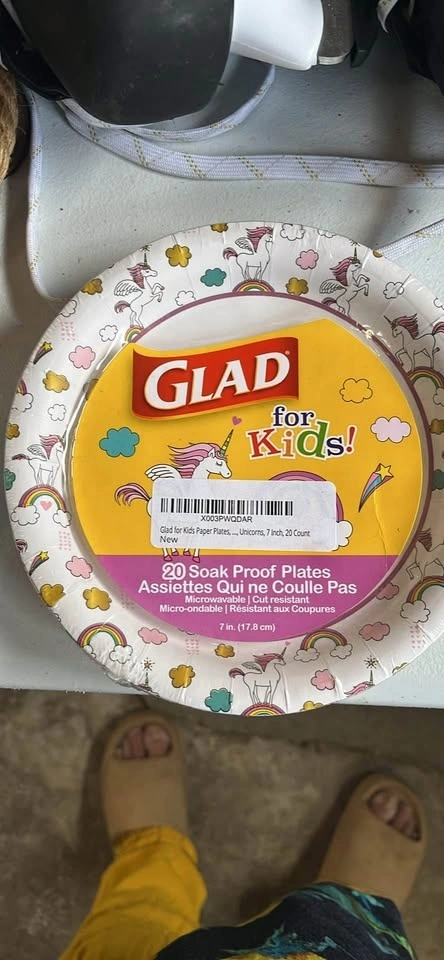 GLAD®
for
Kids!
X003PWQDAR
Glad for Kids Paper Plates, ..., Unicorns, 7 Inch, 20 Count
New
20 Soak Proof Plates
Assiettes Qui ne Coulle Pas
Microwavable | Cut resistant
Micro-ondable | Résistant aux Coupures
7 in. (17.8 cm)